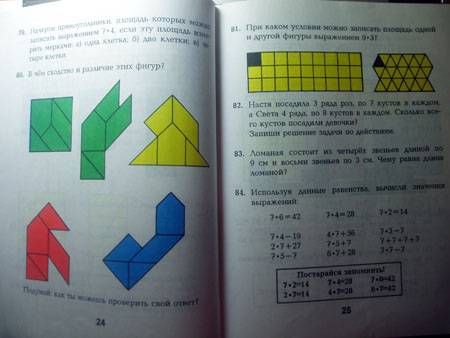 79. Начерти прямоугольники, площадь которых можно
записать выражением 7•4, если эту площадь
рить мерками: а) одна клетка; б) две клетки; в)
тыре клетки.
80. В чём сходство и различие этих фигур?
Подумай, как ты можешь проверить свой ответ?
24
81. При каком условии можно записать площадь одной
и другой фигуры выражением 9•3?
82. Настя посадила 3 ряда роз, по 7 кустов в каждом,
а Света 4 ряда, по 8 кустов в каждом. Сколько все-
го кустов посадили девочки?
Запиши решение задачи по действиям.
83. Ломаная состоит из четырёх звеньев длиной по
9 см и восьми звеньев по 3 см. Чему равна длина
ломаной?
84. Используя данные равенства, вычисли значения
выражений:
7•6=42 7•4=28 7•2=14
7•4−19 4•7+56 7•3−7
2•7+27 7•5+7 7+7+7+7
7•5−7 6•7+28 7•7−7
Постарайся запомнить!
7•2=14 7•4=28 7•6=42
2•7=14 4•7=28 6•7=42
25